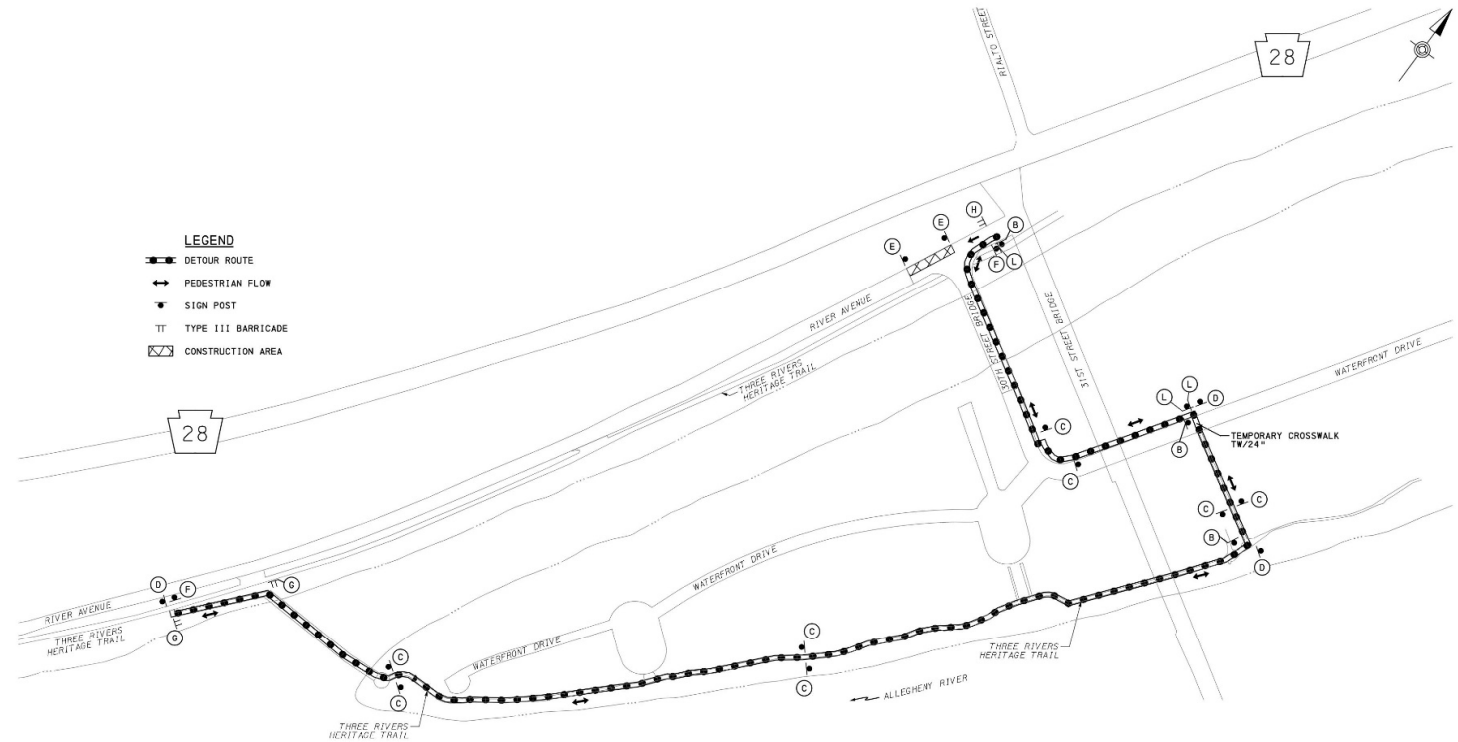 RIALTO STREET
28
LEGEND
DETOUR ROUTE
PEDESTRIAN FLOW
SIGN POST
TYPE III BARRICADE
CONSTRUCTION AREA
H
B
E
E
F
L
RIVER AVENUE
30TH STREET BRIDGE
31ST STREET BRIDGE
WATERFRONT DRIVE
THREE RIVERS
HERITAGE TRAIL
28
L
L
D
C
B
TEMPORARY CROSSWALK
TW/24"
C
C
C
B
D
WATERFRONT DRIVE
D
F
G
RIVER AVENUE
THREE RIVERS
HERITAGE TRAIL
G
C
C
WATERFRONT DRIVE
C
C
THREE RIVERS
HERITAGE TRAIL
ALLEGHENY RIVER
THREE RIVERS
HERITAGE TRAIL